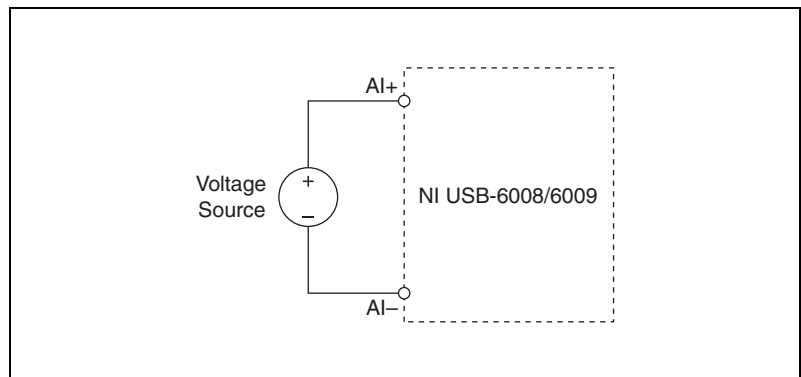 AI+
+
Voltage
Source
–
NI USB-6008/6009
AI–